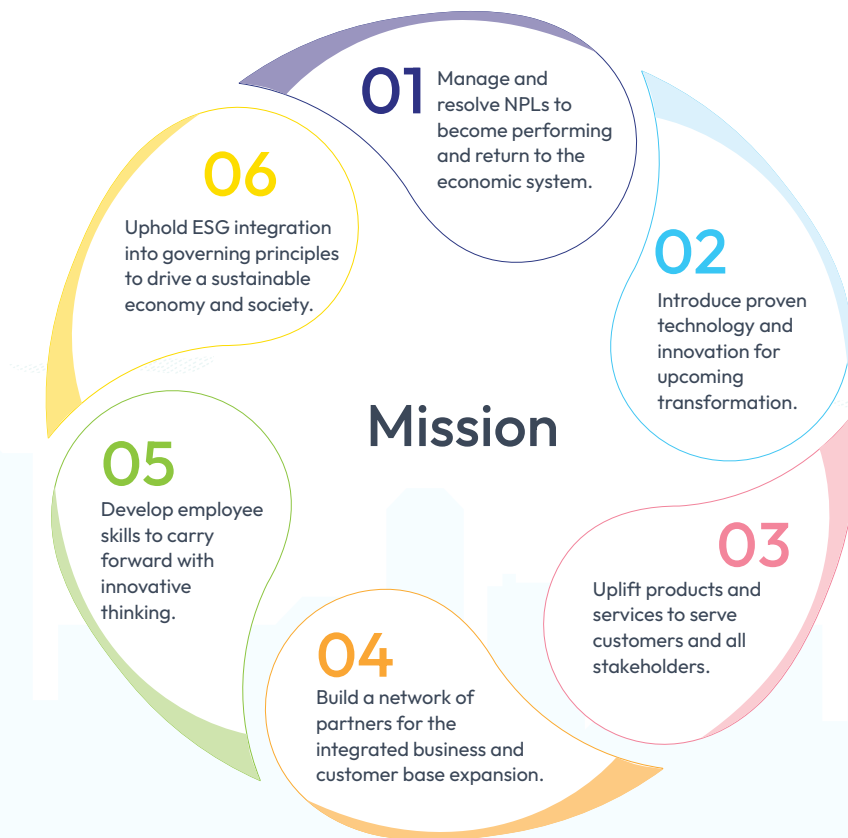 01
Manage and
resolve NPLs to
become performing
and return to the
economic system.
02
Introduce proven
technology and
innovation for
upcoming
transformation.
03
Uplift products and
services to serve
customers and all
stakeholders.
04
Build a network of
partners for the
integrated business and
customer base expansion.
05
Develop employee
skills to carry
forward with
innovative
thinking.
06
Uphold ESG integration
into governing principles
to drive a sustainable
economy and society.
Mission